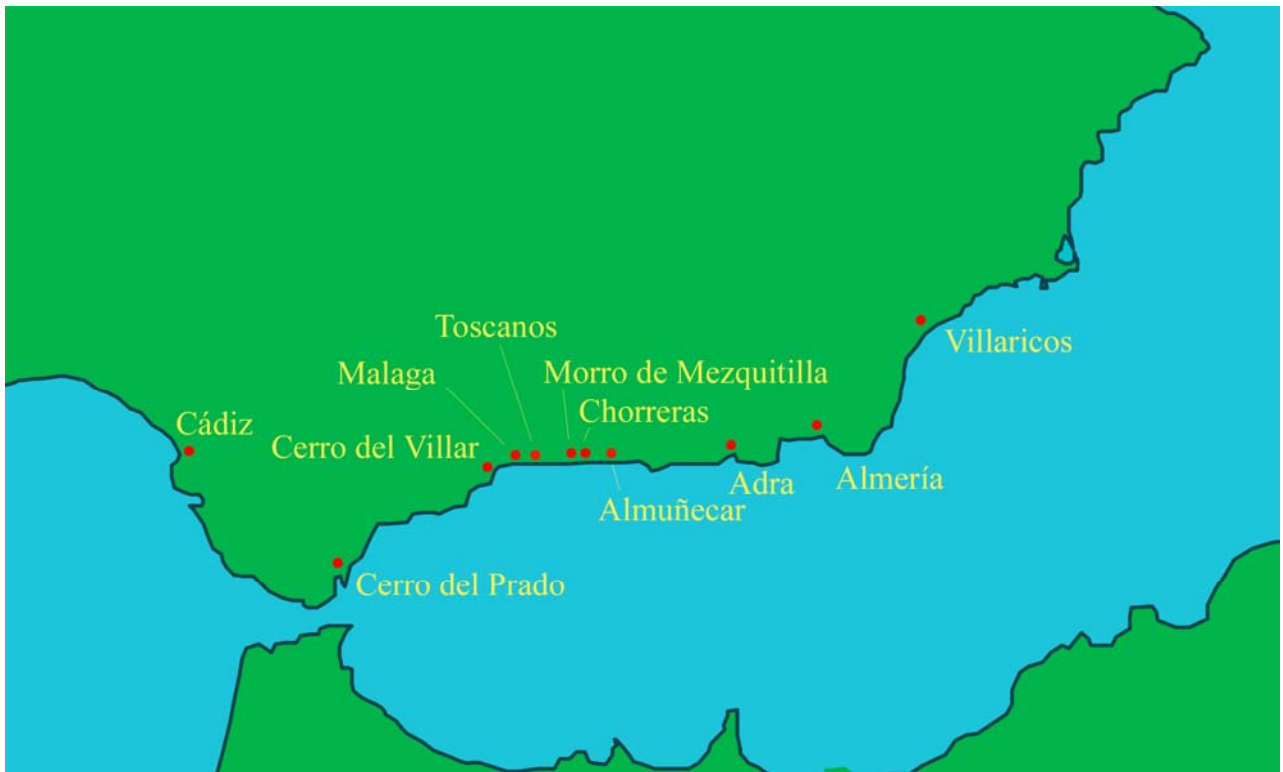 Toscanos
Villaricos
Malaga
Morro de Mezquitilla
Chorreras
Cádiz
Cerro del Villar
Adra
Almería
Almuñecar
Cerro del Prado